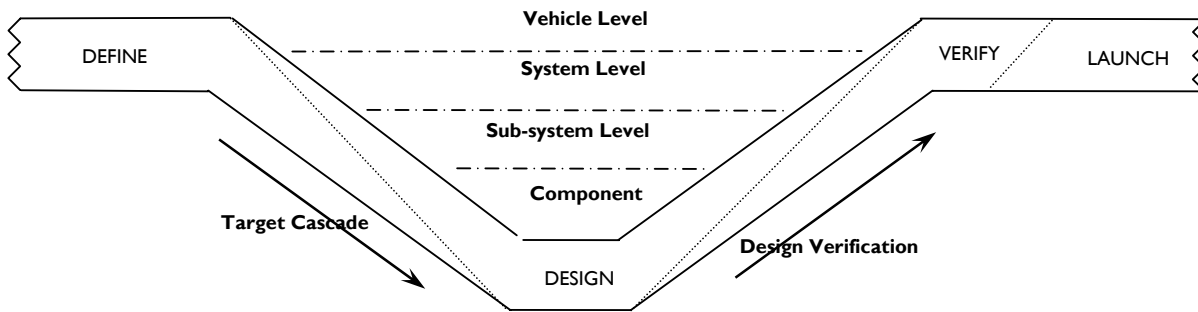 Vehicle Level
DEFINE
System Level
VERIFY
LAUNCH
Sub-system Level
Component
Target Cascade
Design Verification
DESIGN